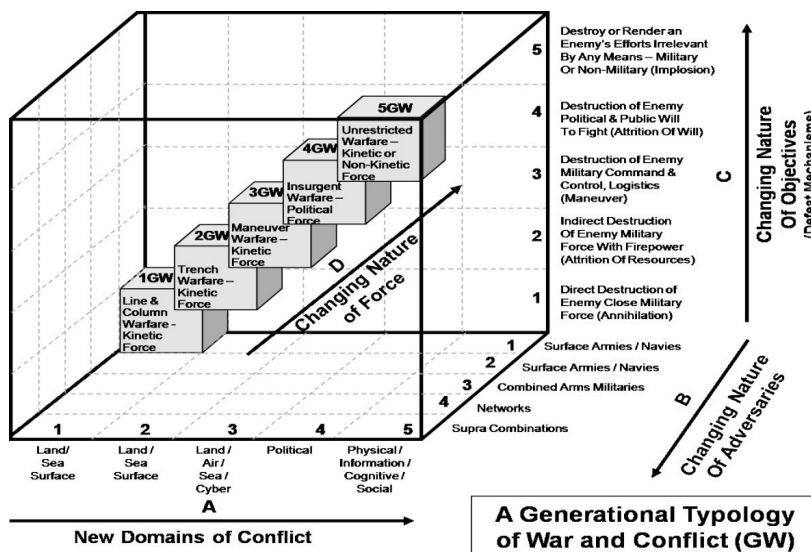 5
Destroy or Render an
Enemy's Efforts Irrelevant
By Any Means – Military
Or Non-Military (Implosion)
4
Destruction of Enemy
Political & Public Will
To Fight (Attrition Of Will)
3
Destruction of Enemy
Military Command &
Control, Logistics
(Maneuver)
2
Indirect Destruction
Of Enemy Military
Force With Firepower
(Attrition Of Resources)
1
Direct Destruction of
Enemy Close Military
Force (Annihilation)
C
Changing Nature
Of Objectives
(Defeat Mechanisms)
5GW
Unrestricted
Warfare–
Kinetic or
Non-Kinetic
Force
4GW
Insurgent
Warfare–
Political
Force
3GW
Maneuver
Warfare–
Kinetic
Force
2GW
Trench
Warfare–
Kinetic
Force
1GW
Line &
Column
Warfare-
Kinetic
Force
D
Changing Nature
of Force
1
Surface Armies / Navies
2
Surface Armies / Navies
3
Combined Arms Militaries
4
Networks
5
Supra Combinations
B
Changing Nature
Of Adversaries
1
2
3
4
Land/
Sea
Surface
Land /
Sea
Surface
Land /
Air /
Sea /
Cyber
Political
Physical /
Information /
Cognitive /
Social
A
New Domains of Conflict
A Generational Typology
of War and Conflict (GW)